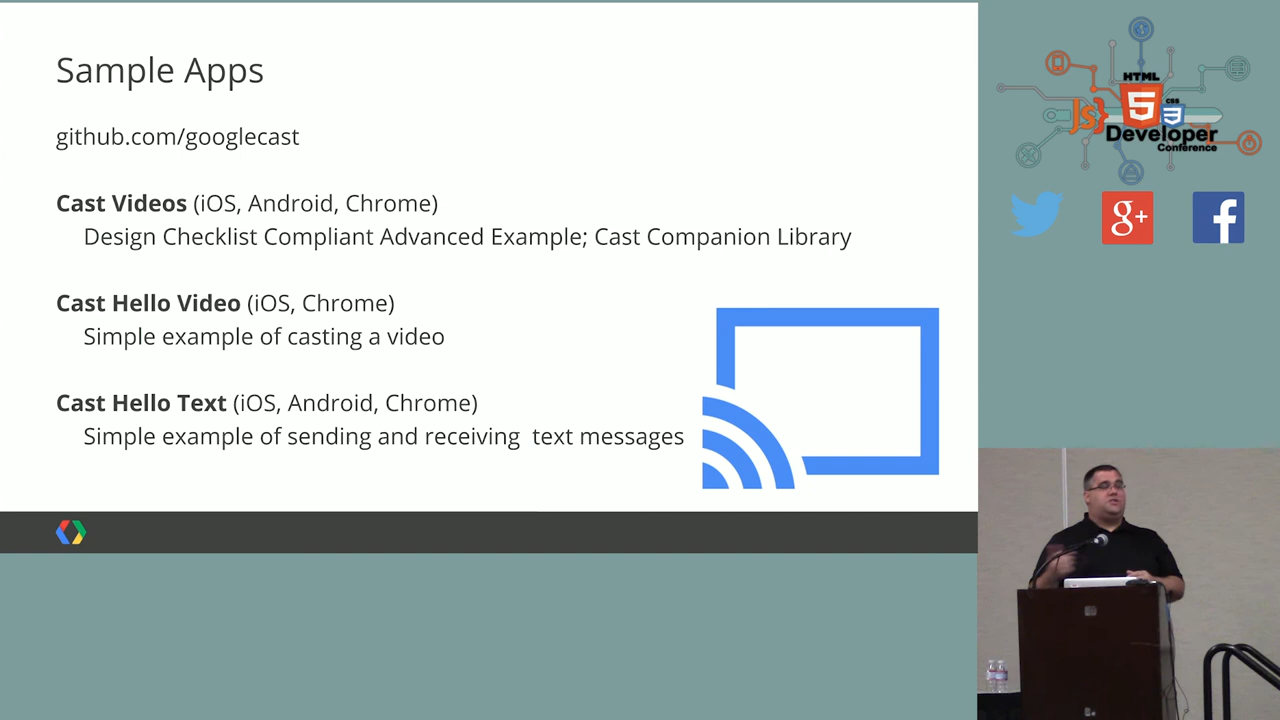 Sample Apps
github.com/googlecast
Cast Videos (iOS, Android, Chrome)
Design Checklist Compliant Advanced Example; Cast Companion Library
Cast Hello Video (iOS, Chrome)
Simple example of casting a video
Cast Hello Text (iOS, Android, Chrome)
Simple example of sending and receiving text messages
HTML
5
CSS
3
JS}
Developer
Conference
g+
f